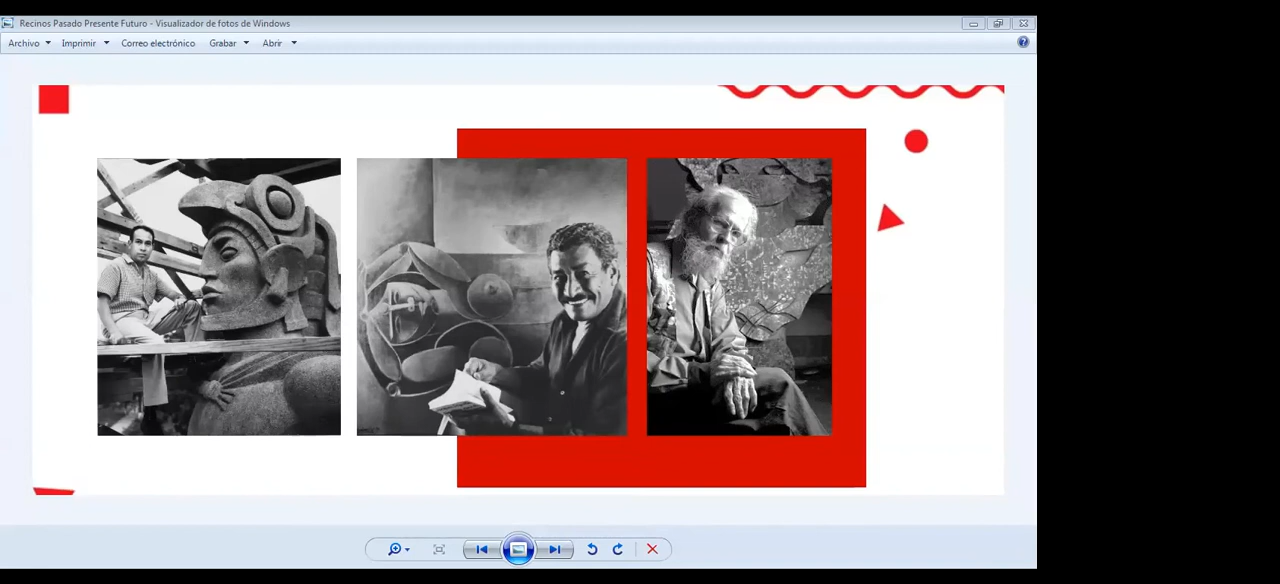 Recinos Pasado Presente Futuro - Visualizador de fotos de Windows
Archivo Imprimir Correo electrónico Grabar Abrir